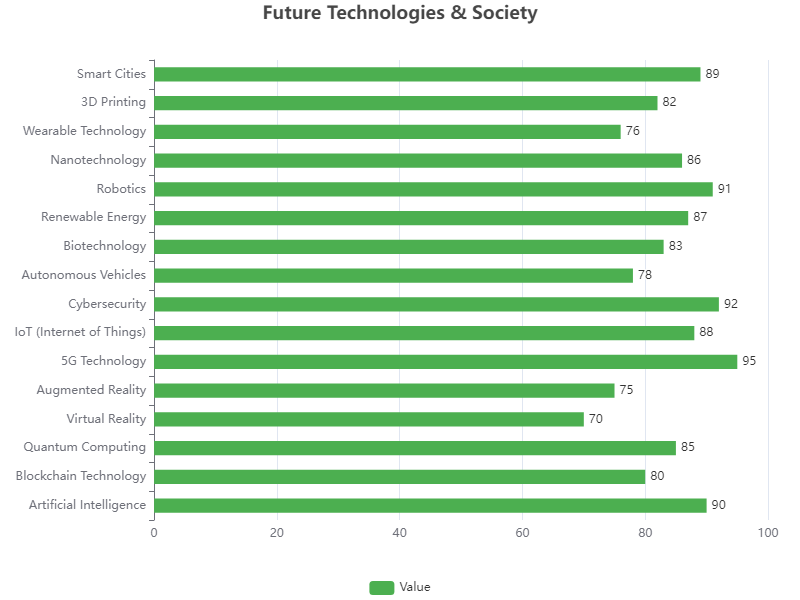 Future Technologies & Society
Smart Cities 89
3D Printing 82
Wearable Technology 76
Nanotechnology 86
Robotics 91
Renewable Energy 87
Biotechnology 83
Autonomous Vehicles 78
Cybersecurity 92
IoT (Internet of Things) 88
5G Technology 95
Augmented Reality 75
Virtual Reality 70
Quantum Computing 85
Blockchain Technology 80
Artificial Intelligence 90
0 20 40 60 80 100
Value